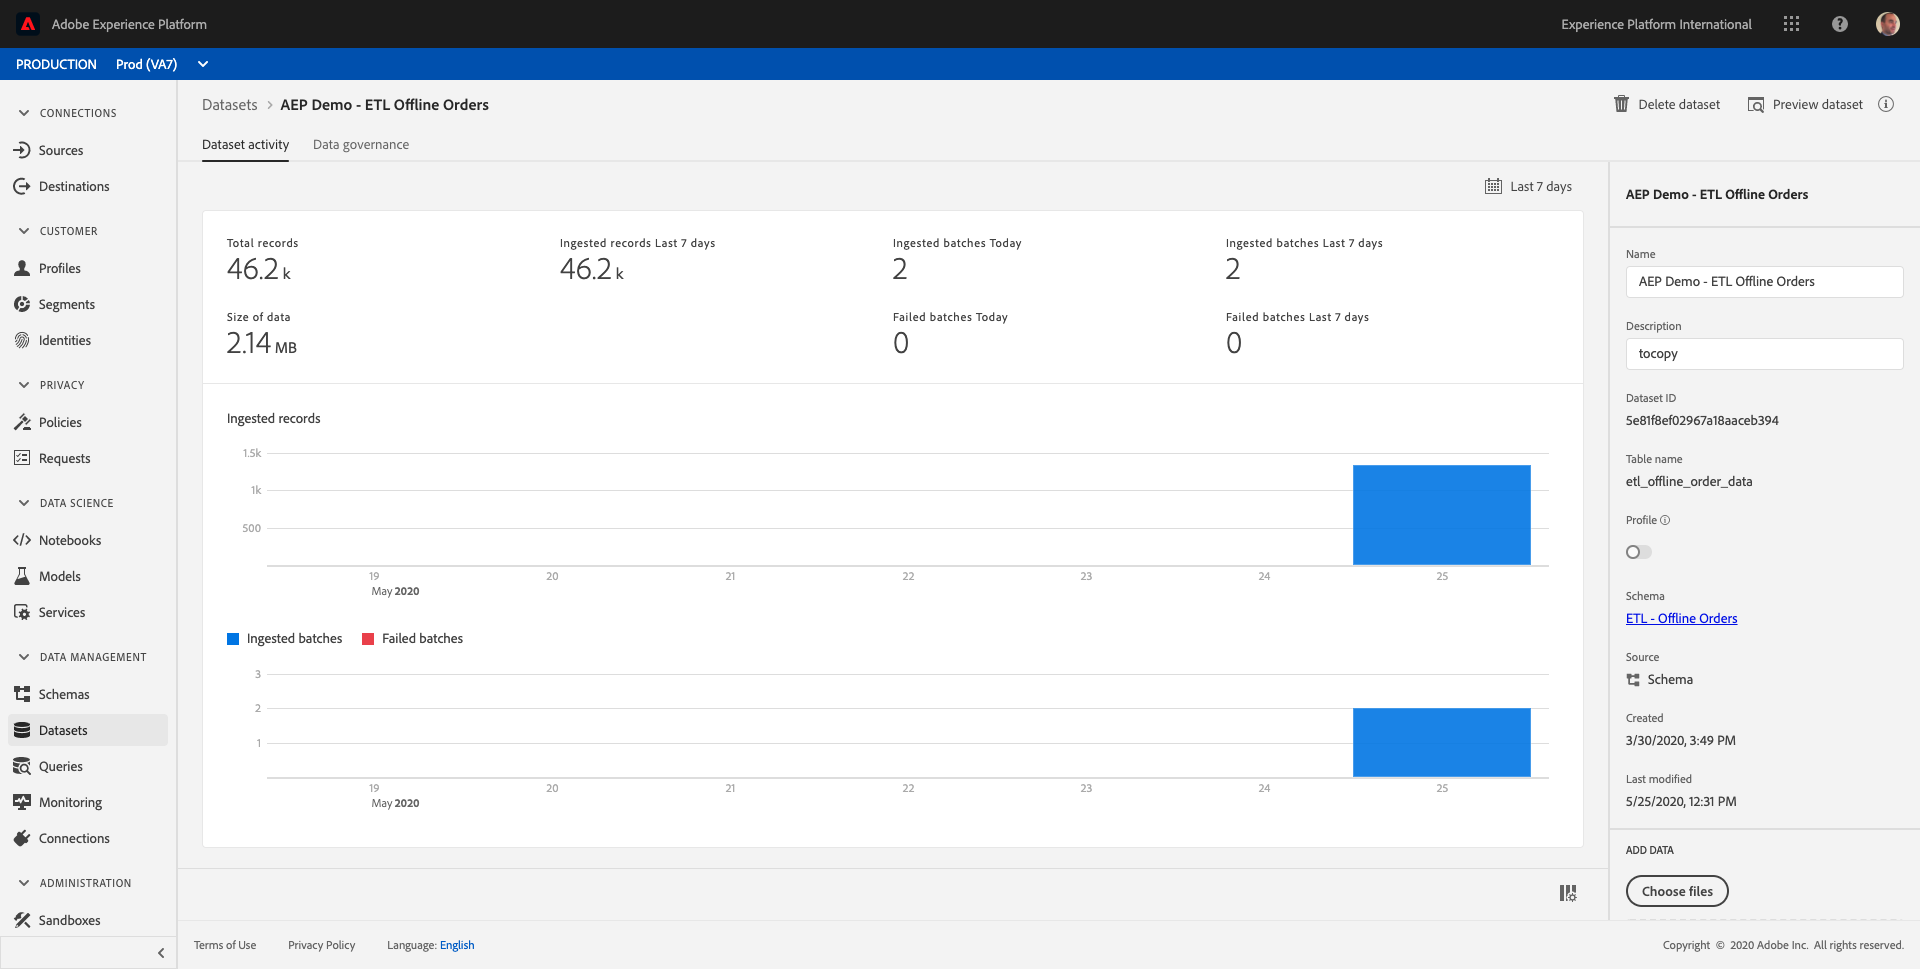 Adobe Experience Platform
Experience Platform International
PRODUCTION Prod (VA7)
CONNECTIONS
Sources
Destinations
CUSTOMER
Profiles
Segments
Identities
PRIVACY
Policies
Requests
DATA SCIENCE
Notebooks
Models
Services
DATA MANAGEMENT
Schemas
Datasets
Queries
Monitoring
Connections
ADMINISTRATION
Sandboxes
Datasets > AEP Demo - ETL Offline Orders
Delete dataset Preview dataset
Dataset activity Data governance
Last 7 days
Total records Ingested records Last 7 days Ingested batches Today Ingested batches Last 7 days
46.2 k 46.2 k 2 2
Size of data Failed batches Today Failed batches Last 7 days
2.14 MB 0 0
Ingested records
1.5k
1k
500
19 20 21 22 23 24 25
May 2020
Ingested batches Failed batches
3
2
1
19 20 21 22 23 24 25
May 2020
AEP Demo - ETL Offline Orders
Name
AEP Demo - ETL Offline Orders
Description
tocopy
Dataset ID
5e81f8ef02967a18aaceb394
Table name
etl_offline_order_data
Profile
Schema
ETL - Offline Orders
Source
Schema
Created
3/30/2020, 3:49 PM
Last modified
5/25/2020, 12:31 PM
ADD DATA
Choose files
Terms of Use Privacy Policy Language: English
Copyright © 2020 Adobe Inc. All rights reserved.